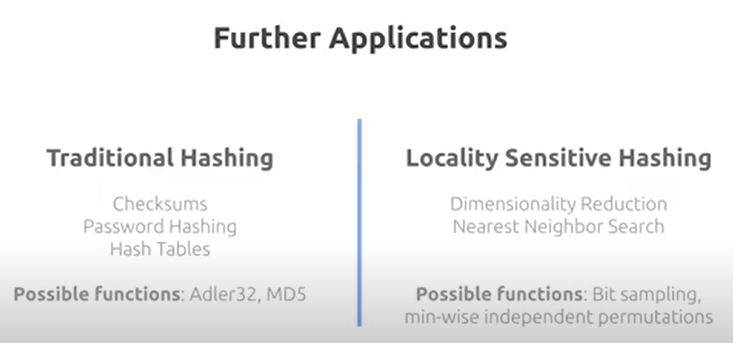 Further Applications
Traditional Hashing
Checksums
Password Hashing
Hash Tables
Possible functions: Adler32, MD5
Locality Sensitive Hashing
Dimensionality Reduction
Nearest Neighbor Search
Possible functions: Bit sampling,
min-wise independent permutations